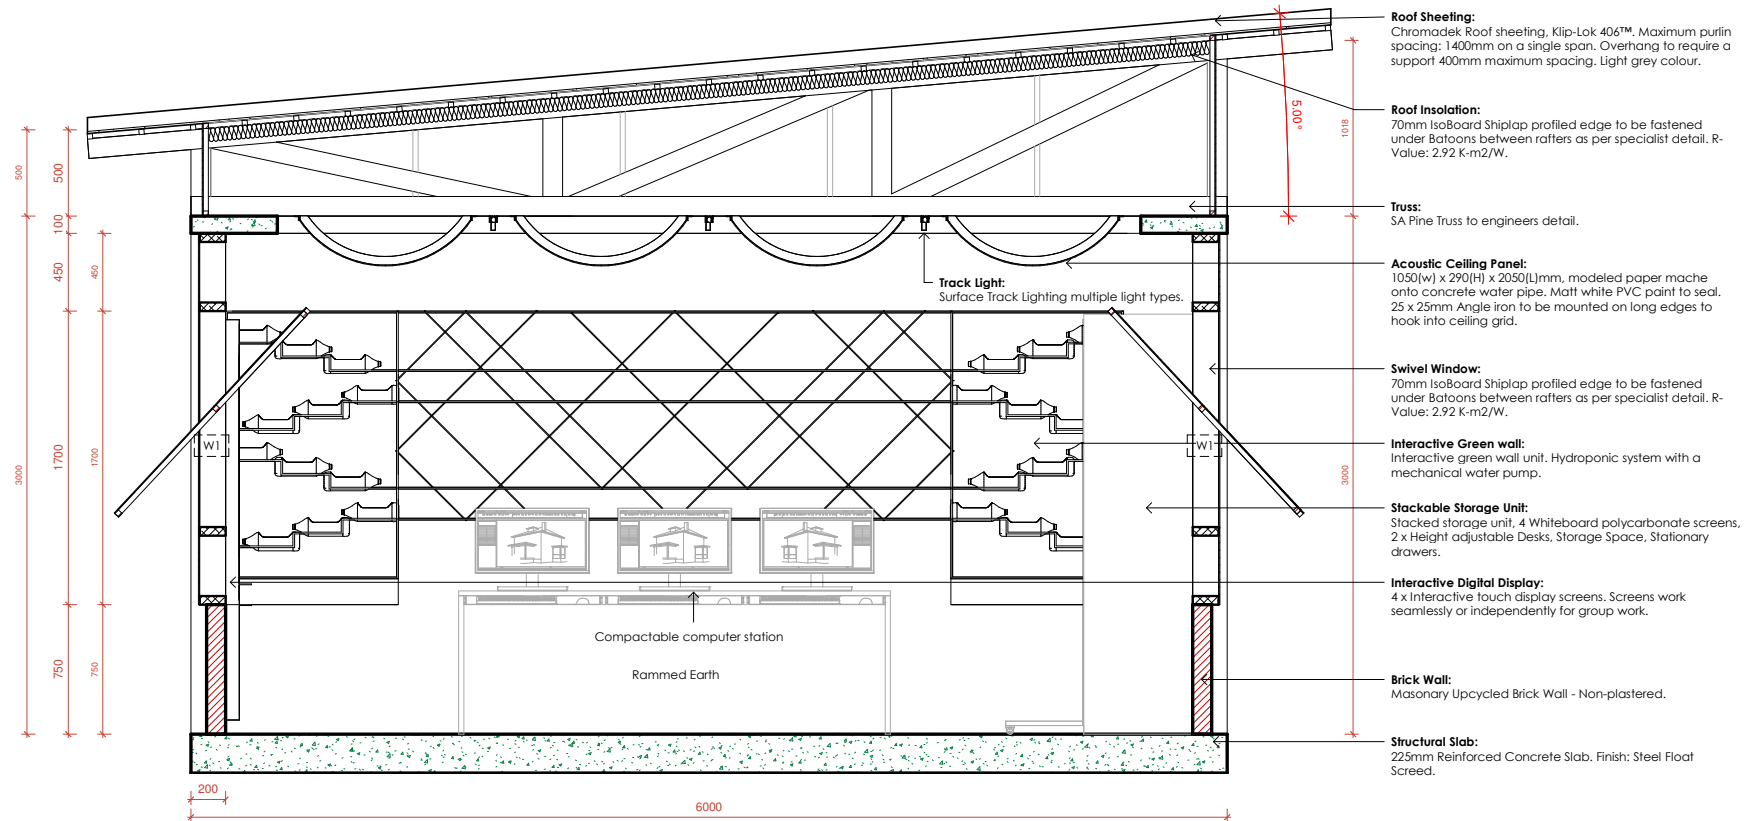 Roof Sheeting:
Chromadek Roof sheeting, Klip-Lok 406™. Maximum purlin
spacing: 1400mm on a single span. Overhang to require a
support 400mm maximum spacing. Light grey colour.
5.00°
1018
Roof Insolation:
70mm IsoBoard Shiplap profiled edge to be fastened
under Batoons between rafters as per specialist detail. R-
Value: 2.92 K-m2/W.
500
500
100
Truss:
SA Pine Truss to engineers detail.
450
450
Acoustic Ceiling Panel:
1050(w) x 290(H) x 2050(L)mm, modeled paper mache
onto concrete water pipe. Matt white PVC paint to seal.
25 x 25mm Angle iron to be mounted on long edges to
hook into ceiling grid.
Track Light:
Surface Track Lighting multiple light types.
Swivel Window:
70mm IsoBoard Shiplap profiled edge to be fastened
under Batoons between rafters as per specialist detail. R-
Value: 2.92 K-m2/W.
W1
W1
Interactive Green wall:
Interactive green wall unit. Hydroponic system with a
mechanical water pump.
3000
1700
1700
3000
Stackable Storage Unit:
Stacked storage unit, 4 Whiteboard polycarbonate screens,
2 x Height adjustable Desks, Storage Space, Stationary
drawers.
Interactive Digital Display:
4 x Interactive touch display screens. Screens work
seamlessly or independently for group work.
Compactable computer station
Rammed Earth
750
750
Brick Wall:
Masonary Upcycled Brick Wall - Non-plastered.
Structural Slab:
225mm Reinforced Concrete Slab. Finish: Steel Float
Screed.
200
6000